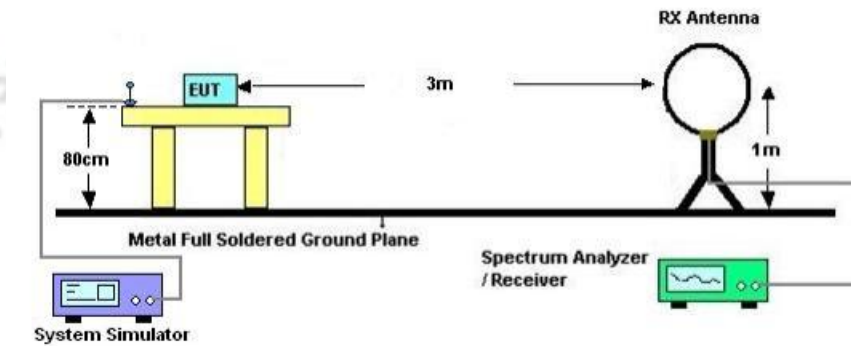 RX Antenna
EUT
3m
80cm
1m
Metal Full Soldered Ground Plane
Spectrum Analyzer
/ Receiver
System Simulator